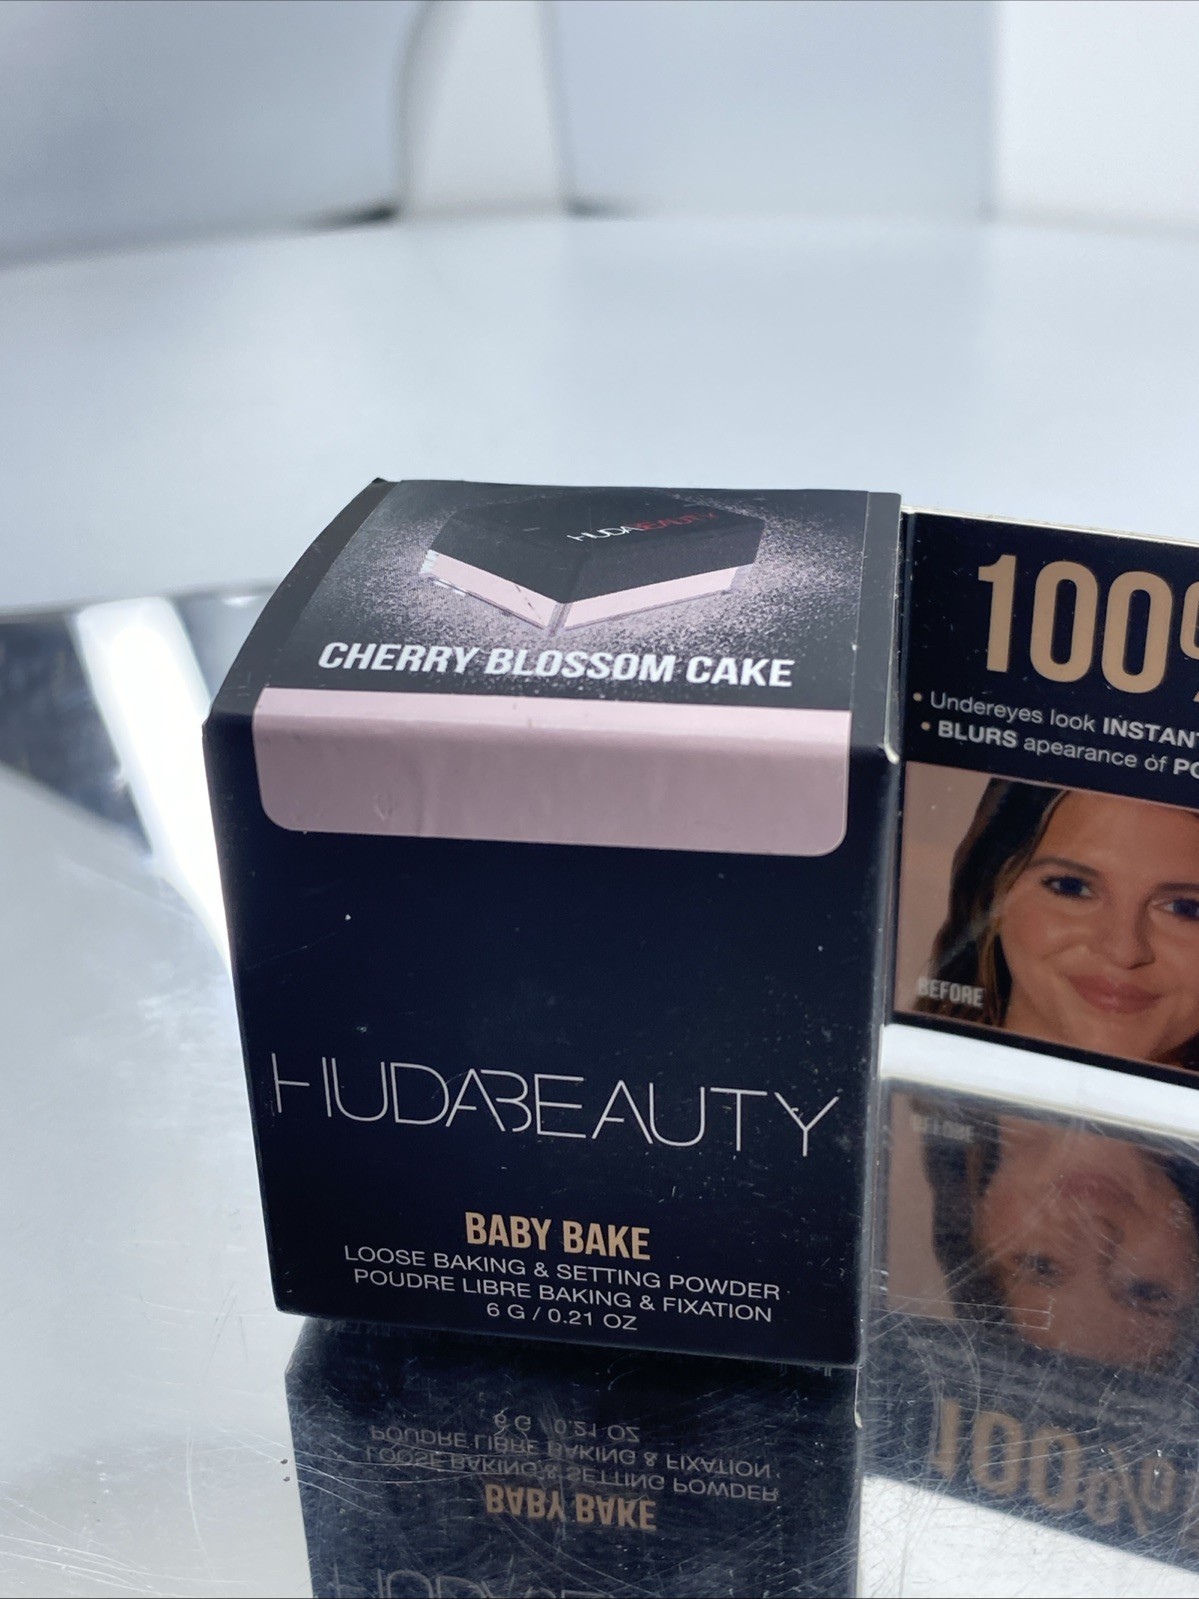 HUDABEAUTY
CHERRY BLOSSOM CAKE
HUDABEAUTY
BABY BAKE
LOOSE BAKING & SETTING POWDER
POUDRE LIBRE BAKING & FIXATION
6 G / 0.21 OZ
100%
• Undereyes look INSTANT
• BLURS apearance of PO
BEFORE